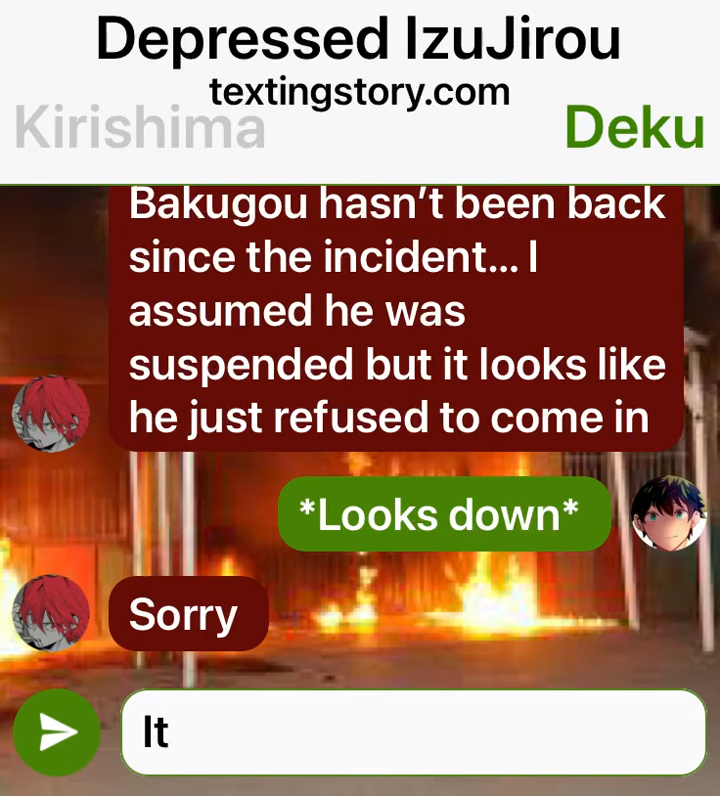 Depressed IzuJirou
textingstory.com
Kirishima
Deku
Bakugou hasn’t been back
since the incident... I
assumed he was
suspended but it looks like
he just refused to come in
*Looks down*
Sorry
It